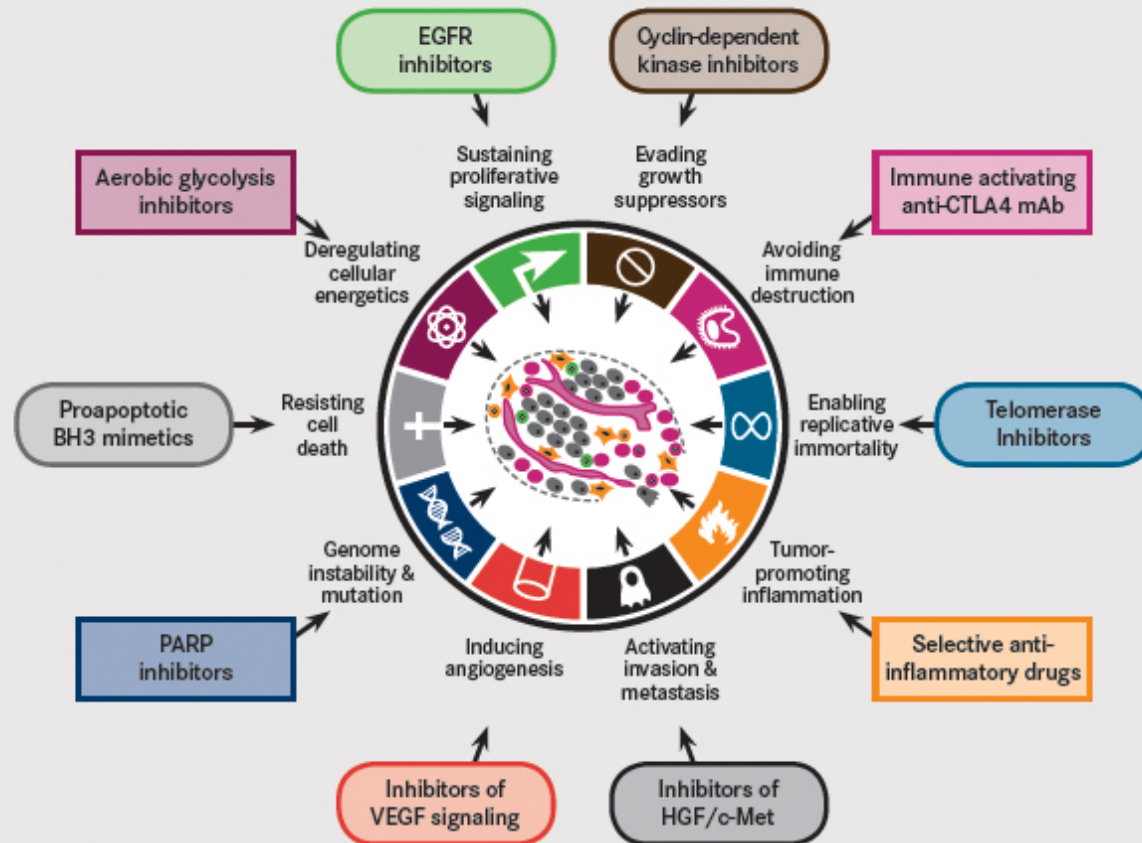 EGFR
inhibitors
Cyclin-dependent
kinase inhibitors
Sustaining
proliferative
signaling
Evading
growth
suppressors
Aerobic glycolysis
inhibitors
Immune activating
anti-CTLA4 mAb
Deregulating
cellular
energetics
Avoiding
immune
destruction
Proapoptotic
BH3 mimetics
Resisting
cell
death
Enabling
replicative
immortality
Telomerase
Inhibitors
Genome
instability &
mutation
Tumor-
promoting
inflammation
PARP
inhibitors
Inducing
angiogenesis
Activating
invasion &
metastasis
Selective anti-
inflammatory drugs
Inhibitors of
VEGF signaling
Inhibitors of
HGF/c-Met